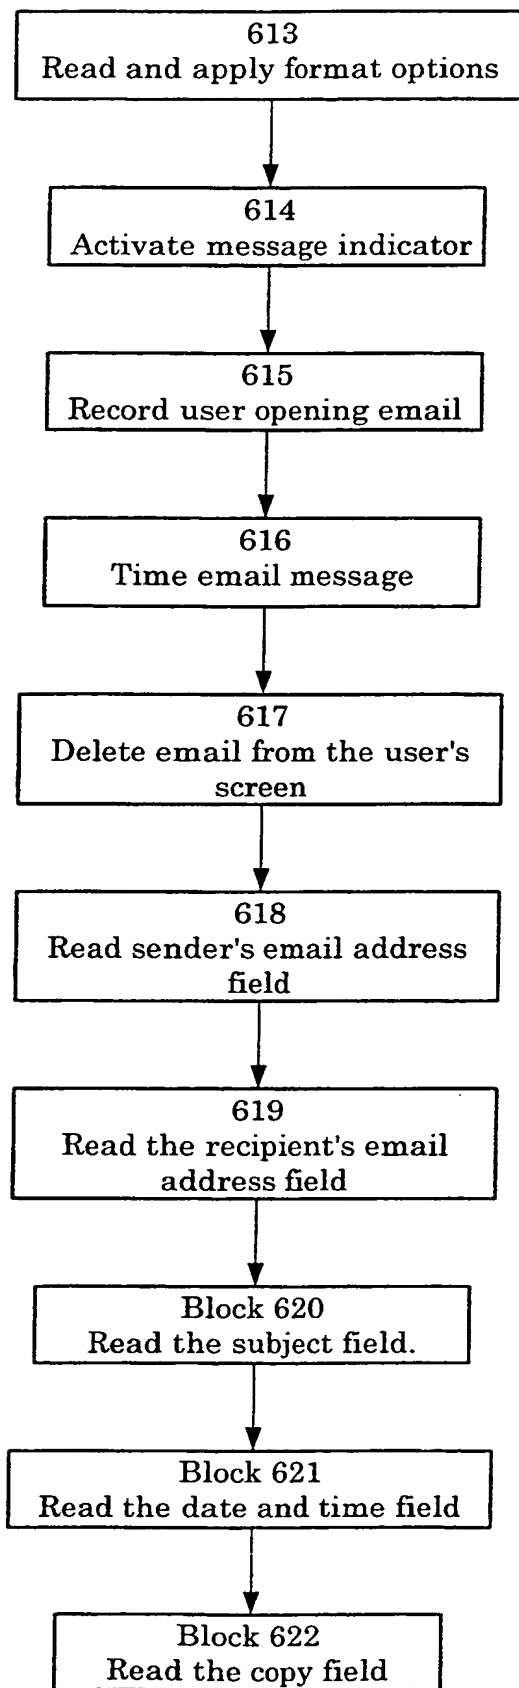 613
Read and apply format options
614
Activate message indicator
615
Record user opening email
616
Time email message
617
Delete email from the user's
screen
618
Read sender's email address
field
619
Read the recipient's email
address field
Block 620
Read the subject field.
Block 621
Read the date and time field
Block 622
Read the copy field